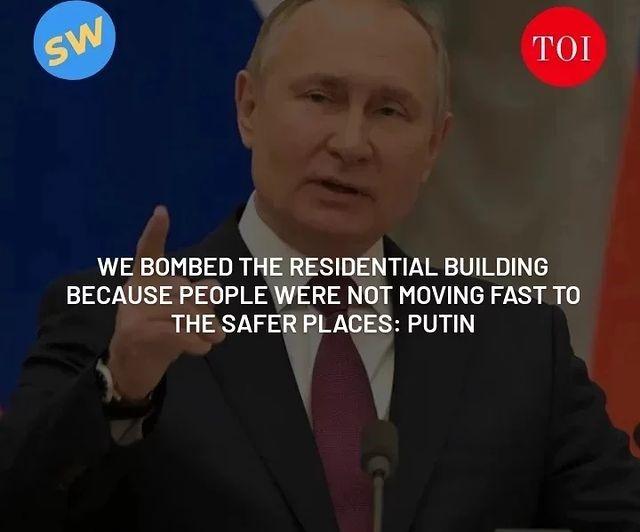 SW
TOI
WE BOMBED THE RESIDENTIAL BUILDING
BECAUSE PEOPLE WERE NOT MOVING FAST TO
THE SAFER PLACES: PUTIN